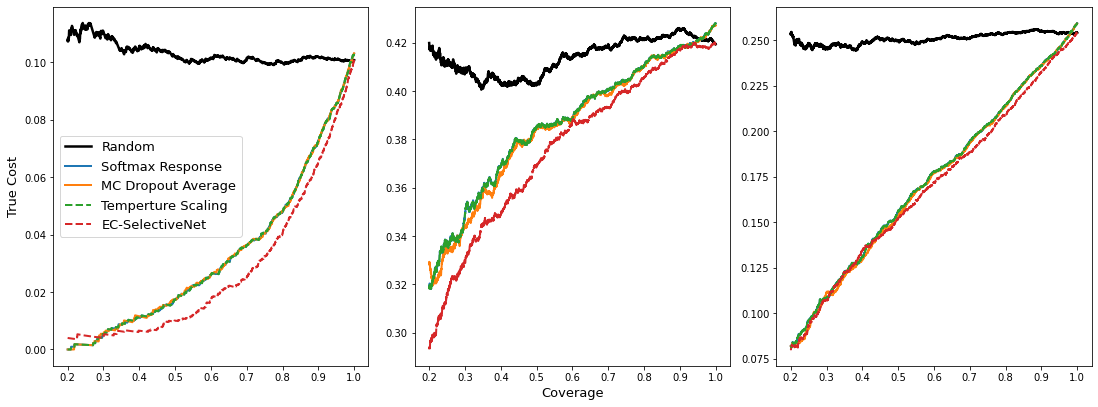 0.10
0.08
0.06
0.04
0.02
0.00
True Cost
Random
Softmax Response
MC Dropout Average
Temperture Scaling
EC-SelectiveNet
0.2 0.3 0.4 0.5 0.6 0.7 0.8 0.9 1.0
0.42
0.40
0.38
0.36
0.34
0.32
0.30
0.2 0.3 0.4 0.5 0.6 0.7 0.8 0.9 1.0
Coverage
0.250
0.225
0.200
0.175
0.150
0.125
0.100
0.075
0.2 0.3 0.4 0.5 0.6 0.7 0.8 0.9 1.0